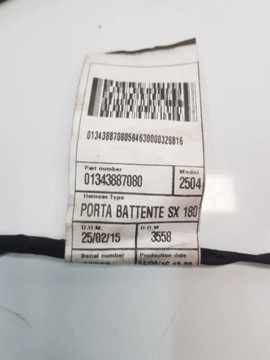 01343887080584630000326816
Part number
Model
01343887080
2504
Harness Type
PORTA BATTENTE SX 180
D.U.M
O.D.M
25/02/15
3558
Serial number
Production date